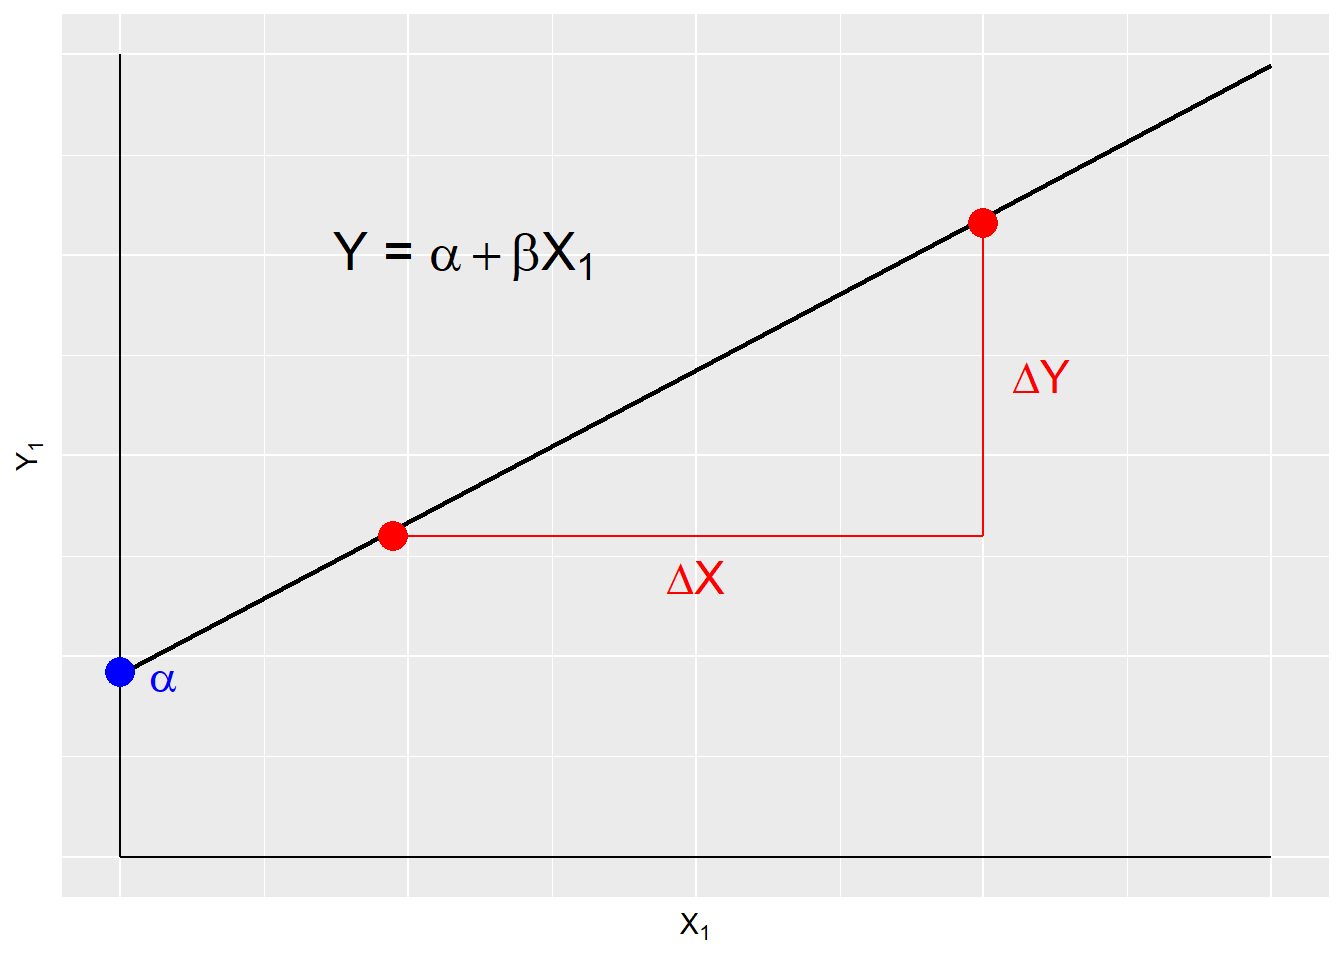 Y = α + βX₁
ΔY
Y₁
ΔX
α
X₁